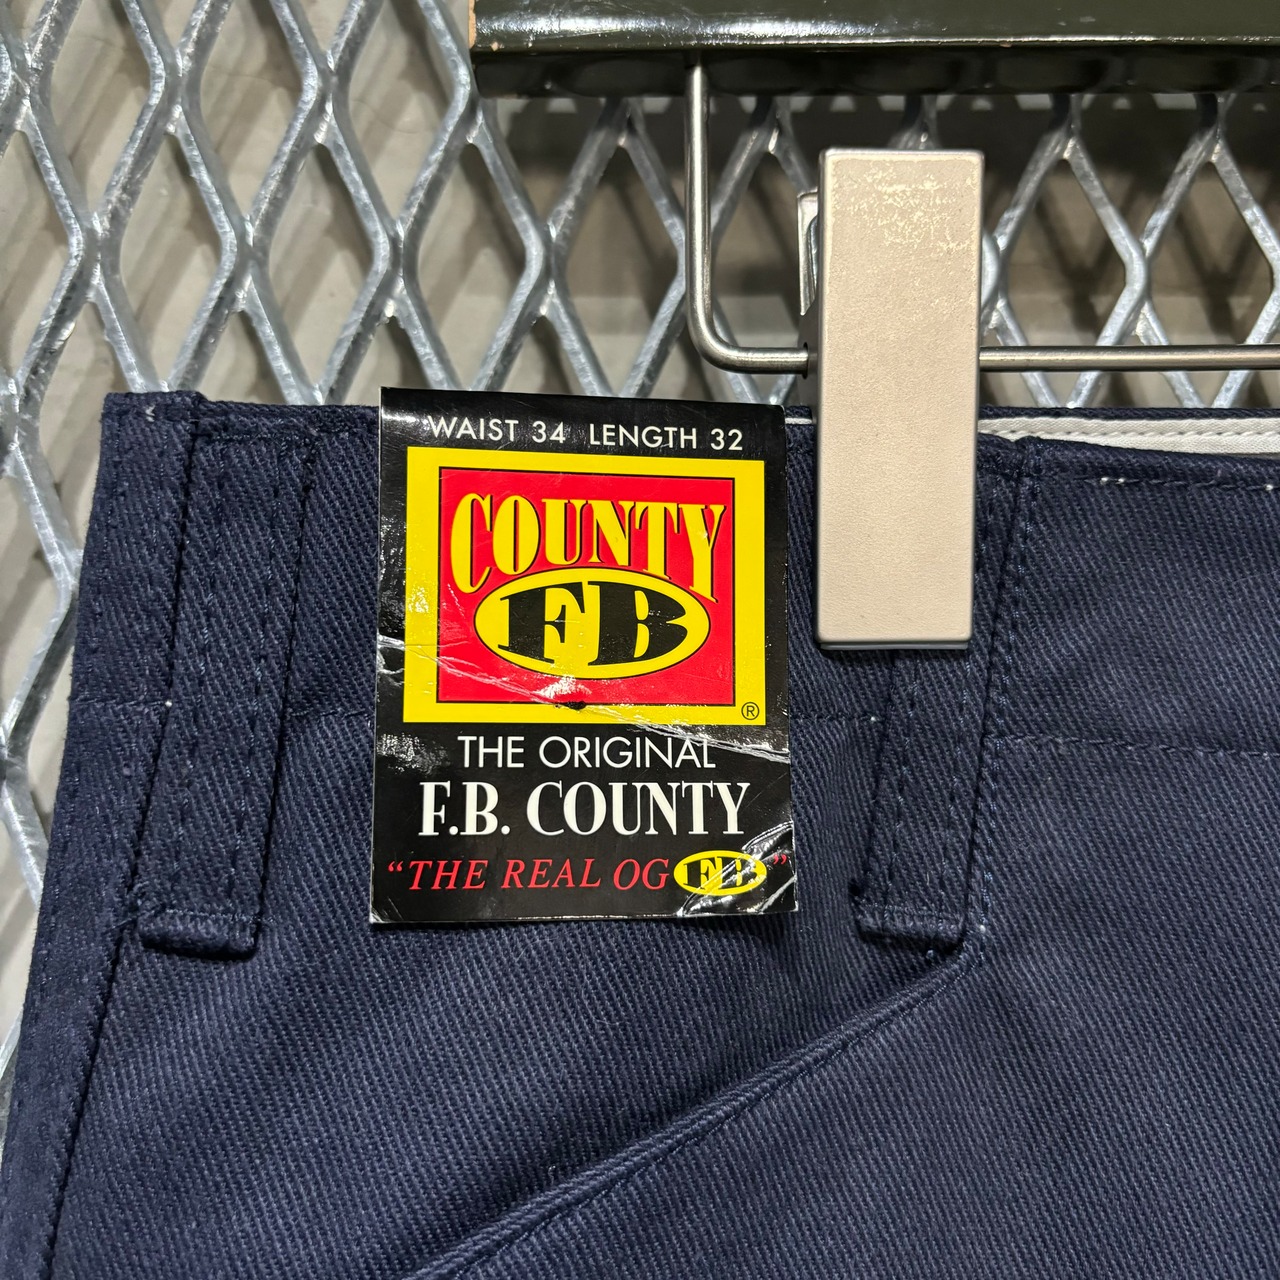 WAIST 34 LENGTH 32
COUNTY
FB
®
THE ORIGINAL
F.B. COUNTY
“THE REAL OG FB”